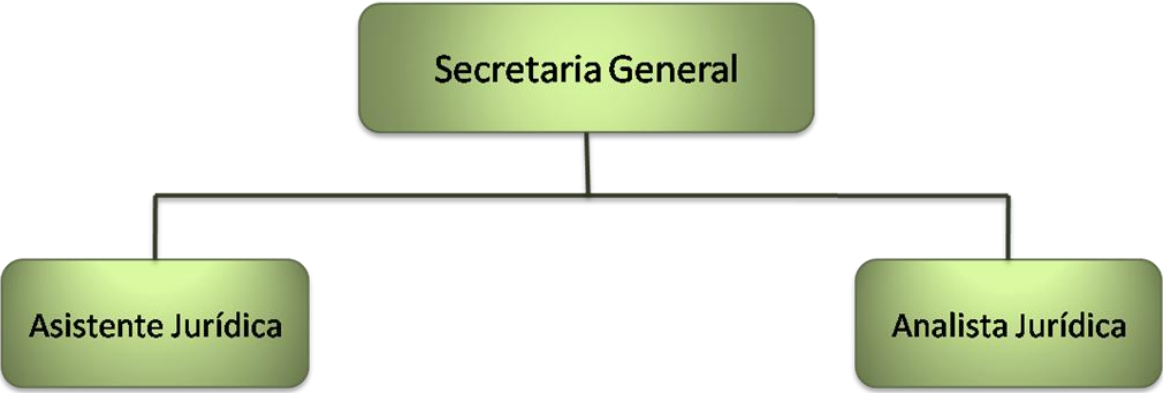 Secretaria General
Asistente Jurídica
Analista Jurídica